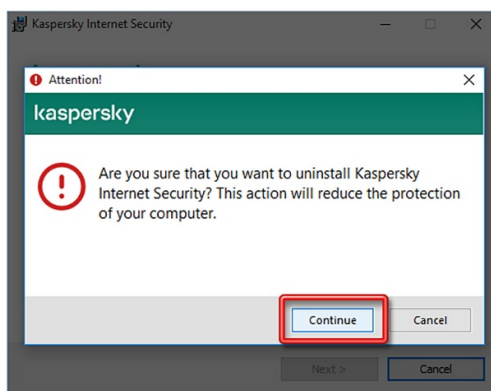 Kaspersky Internet Security
Attention!
kaspersky
Are you sure that you want to uninstall Kaspersky
Internet Security? This action will reduce the protection
of your computer.
Continue
Cancel
Next >
Cancel